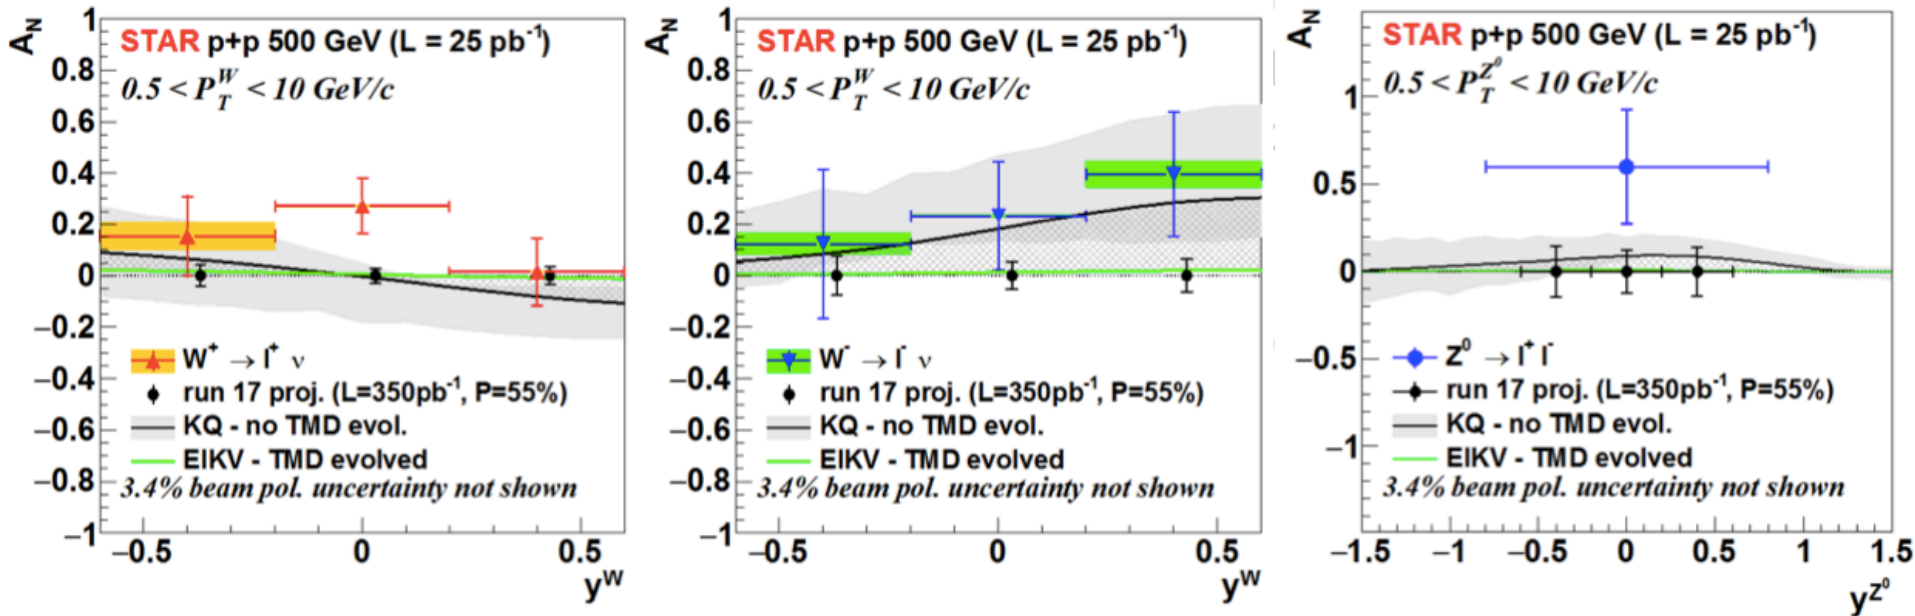 A_N
1
0.8
0.6
0.4
0.2
0
−0.2
−0.4
−0.6
−0.8
−1
STAR p+p 500 GeV (L = 25 pb⁻¹)
0.5 < P_T^W < 10 GeV/c
W⁺ → l⁺ ν
run 17 proj. (L=350pb⁻¹, P=55%)
KQ - no TMD evol.
EIKV - TMD evolved
3.4% beam pol. uncertainty not shown
−0.5 0 0.5
y^W
A_N
1
0.8
0.6
0.4
0.2
0
−0.2
−0.4
−0.6
−0.8
−1
STAR p+p 500 GeV (L = 25 pb⁻¹)
0.5 < P_T^W < 10 GeV/c
W⁻ → l⁻ ν
run 17 proj. (L=350pb⁻¹, P=55%)
KQ - no TMD evol.
EIKV - TMD evolved
3.4% beam pol. uncertainty not shown
−0.5 0 0.5
y^W
A_N
1
0.5
0
−0.5
−1
STAR p+p 500 GeV (L = 25 pb⁻¹)
0.5 < P_T^{Z⁰} < 10 GeV/c
Z⁰ → l⁺ l⁻
run 17 proj. (L=350pb⁻¹, P=55%)
KQ - no TMD evol.
EIKV - TMD evolved
3.4% beam pol. uncertainty not shown
−1.5 −1 −0.5 0 0.5 1 1.5
y^{Z⁰}